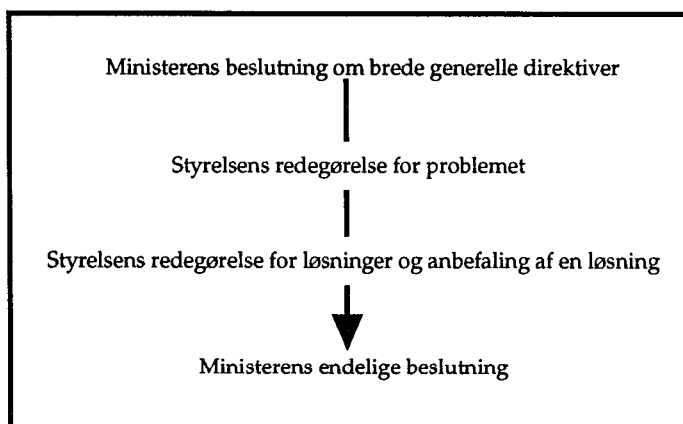 Ministerens beslutning om brede generelle direktiver
Styrelsens redegørelse for problemet
Styrelsens redegørelse for løsninger og anbefaling af en løsning
Ministerens endelige beslutning